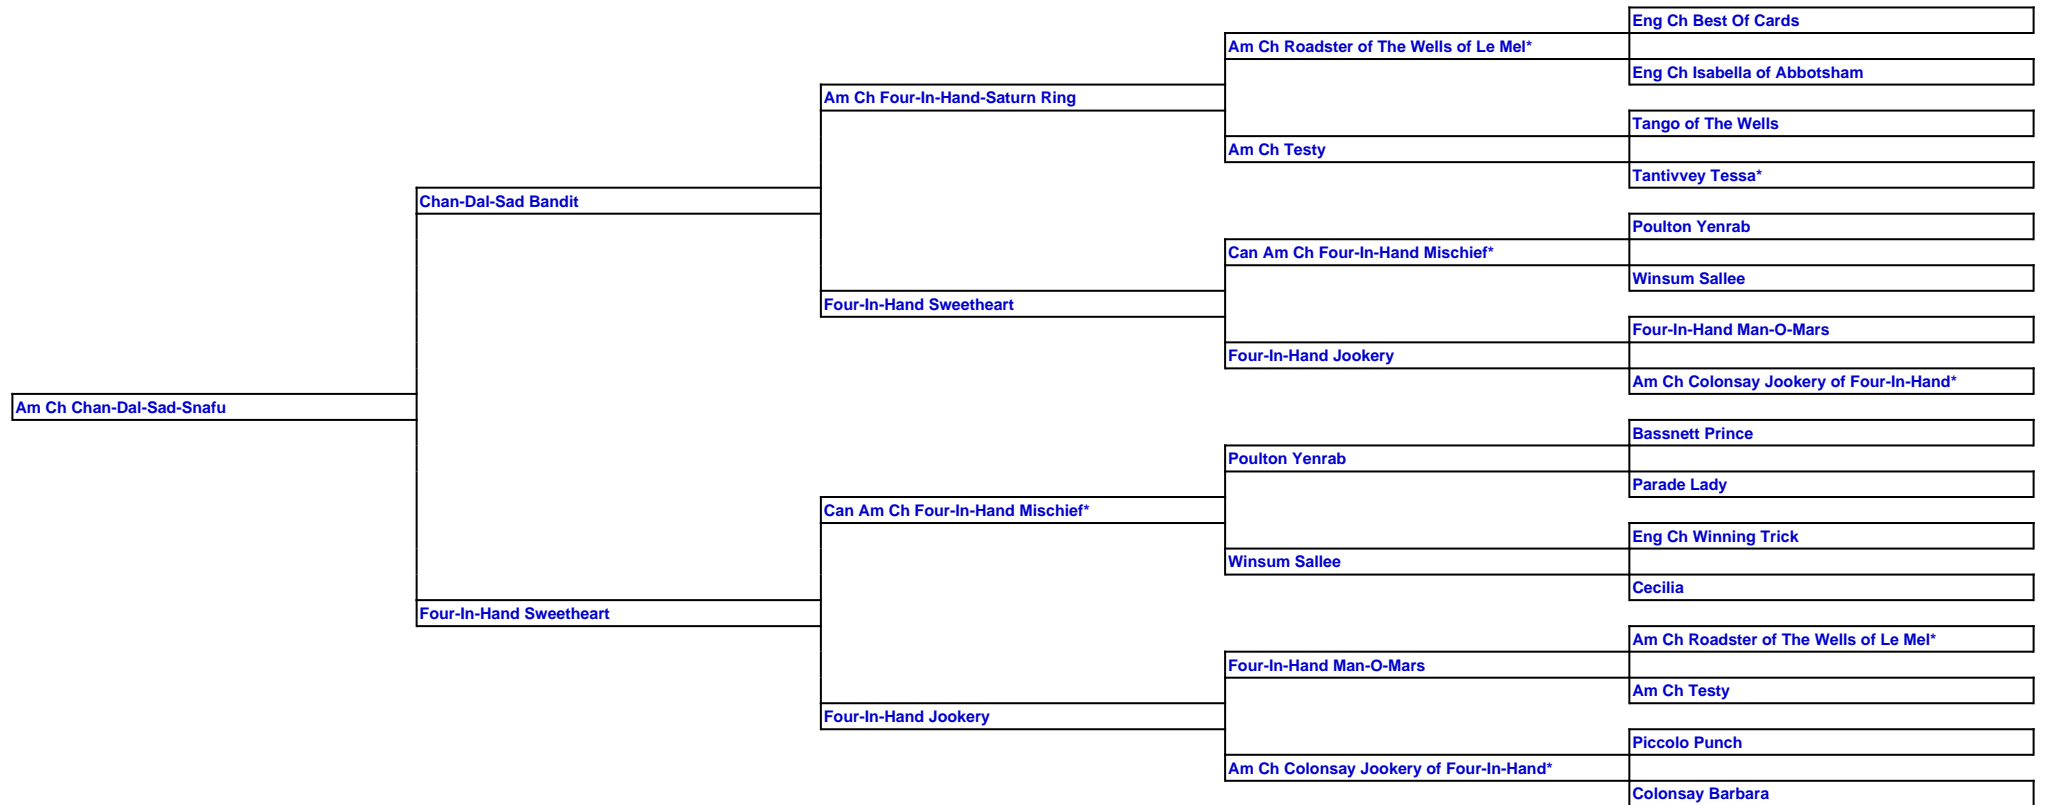 Eng Ch Best Of Cards
Am Ch Roadster of The Wells of Le Mel*
Eng Ch Isabella of Abbotsham
Am Ch Four-In-Hand-Saturn Ring
Tango of The Wells
Am Ch Testy
Tantivvey Tessa*
Chan-Dal-Sad Bandit
Poulton Yenrab
Can Am Ch Four-In-Hand Mischief*
Winsum Sallee
Four-In-Hand Sweetheart
Four-In-Hand Man-O-Mars
Four-In-Hand Jookery
Am Ch Colonsay Jookery of Four-In-Hand*
Am Ch Chan-Dal-Sad-Snafu
Bassnett Prince
Poulton Yenrab
Parade Lady
Can Am Ch Four-In-Hand Mischief*
Eng Ch Winning Trick
Winsum Sallee
Cecilia
Four-In-Hand Sweetheart
Am Ch Roadster of The Wells of Le Mel*
Four-In-Hand Man-O-Mars
Am Ch Testy
Four-In-Hand Jookery
Piccolo Punch
Am Ch Colonsay Jookery of Four-In-Hand*
Colonsay Barbara